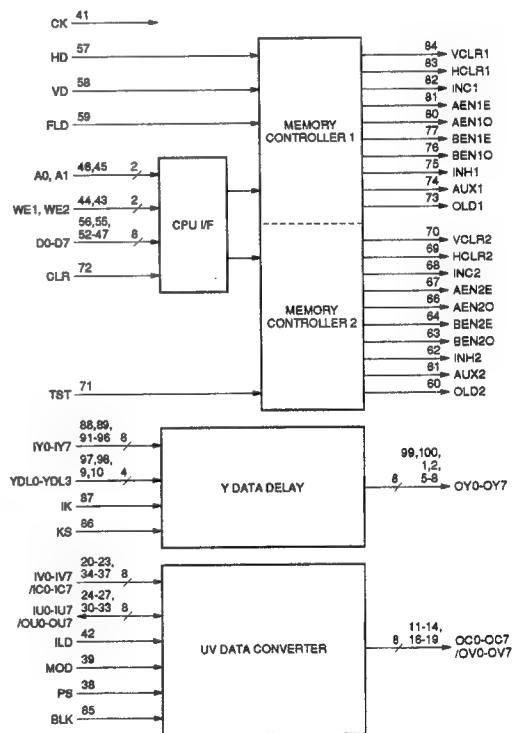 CK 41
HD 57
VD 58
FLD 59
A0, A1 46,45 2
WE1, WE2 44,43 2
56,55,
D0-D7 52-47 8
CLR 72
TST 71
CPU I/F
MEMORY
CONTROLLER 1
MEMORY
CONTROLLER 2
84 VCLR1
83 HCLR1
82 INC1
81 AEN1E
80 AEN1O
77 BEN1E
76 BEN1O
75 INH1
74 AUX1
73 OLD1
70 VCLR2
69 HCLR2
68 INC2
67 AEN2E
66 AEN2O
64 BEN2E
63 BEN2O
62 INH2
61 AUX2
60 OLD2
88,89,
IY0-IY7 91-96 8
97,98,
YDL0-YDL3 9,10 4
IK 87
KS 86
Y DATA DELAY
99,100,
1,2,
8 5-8 OY0-OY7
20-23,
IV0-IV7 34-37 8
/IC0-IC7
24-27,
IU0-IU7 30-33 8
/OU0-OU7
ILD 42
MOD 39
PS 38
BLK 85
UV DATA CONVERTER
11-14,
8 16-19 OC0-OC7
/OV0-OV7